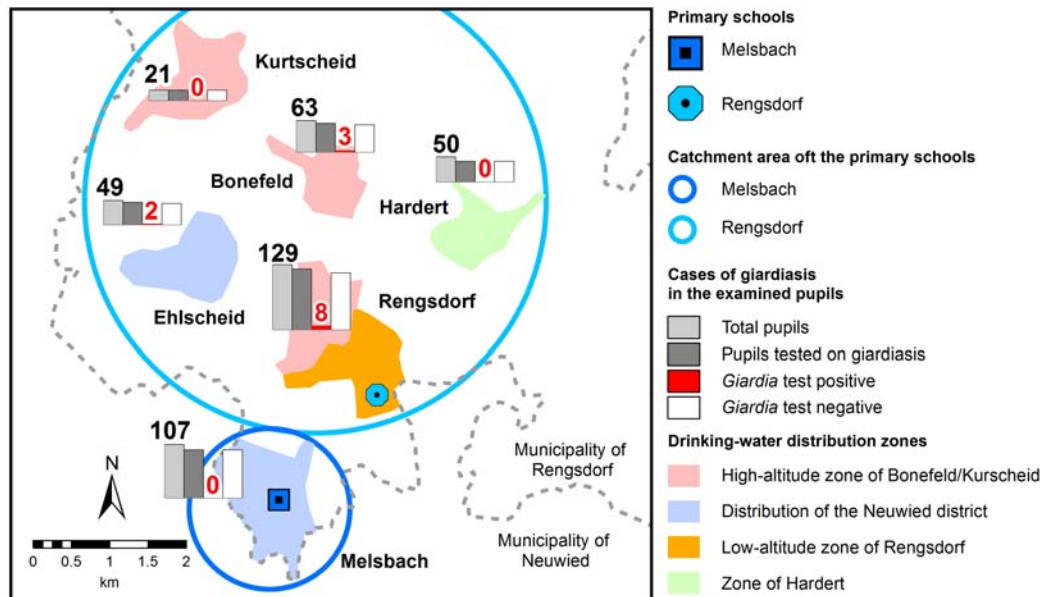 Kurtscheid
21
0
63
3
50
0
Bonefeld
Hardert
49
2
129
8
Ehlscheid
Rengsdorf
107
0
N
Municipality of
Rengsdorf
Municipality of
Neuwied
Melsbach
0 0.5 1 1.5 2
km
Primary schools
Melsbach
Rengsdorf
Catchment area oft the primary schools
Melsbach
Rengsdorf
Cases of giardiasis
in the examined pupils
Total pupils
Pupils tested on giardiasis
Giardia test positive
Giardia test negative
Drinking-water distribution zones
High-altitude zone of Bonefeld/Kurscheid
Distribution of the Neuwied district
Low-altitude zone of Rengsdorf
Zone of Hardert